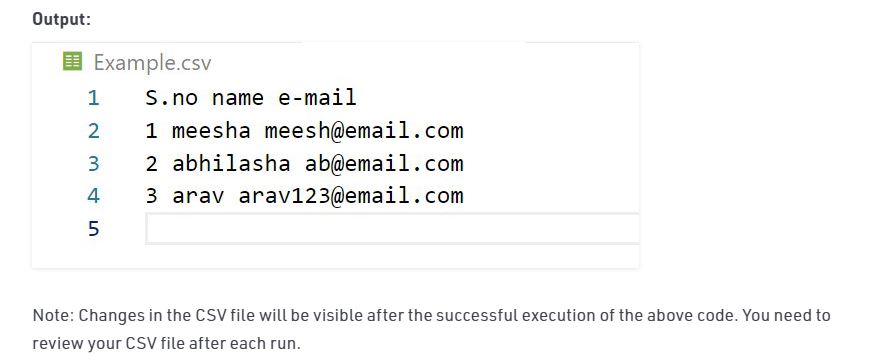 Output:
Example.csv
1 S.no name e-mail
2 1 meesha meesh@email.com
3 2 abhilasha ab@email.com
4 3 arav arav123@email.com
5
Note: Changes in the CSV file will be visible after the successful execution of the above code. You need to
review your CSV file after each run.